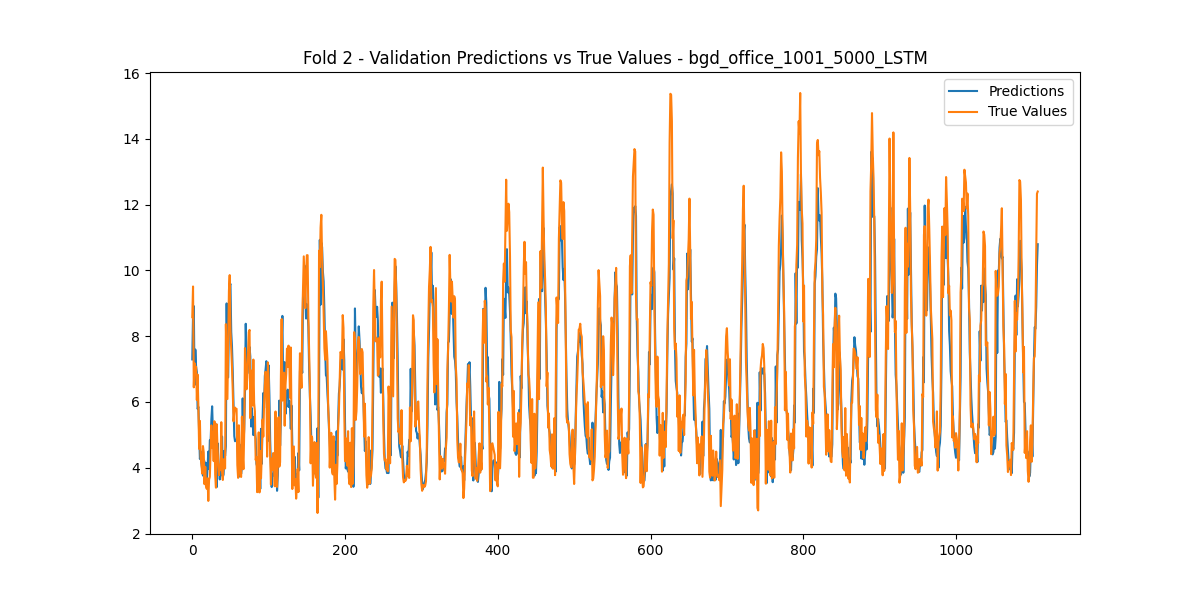 Fold 2 - Validation Predictions vs True Values - bgd_office_1001_5000_LSTM
Predictions
True Values
16
14
12
10
8
6
4
2
0 200 400 600 800 1000